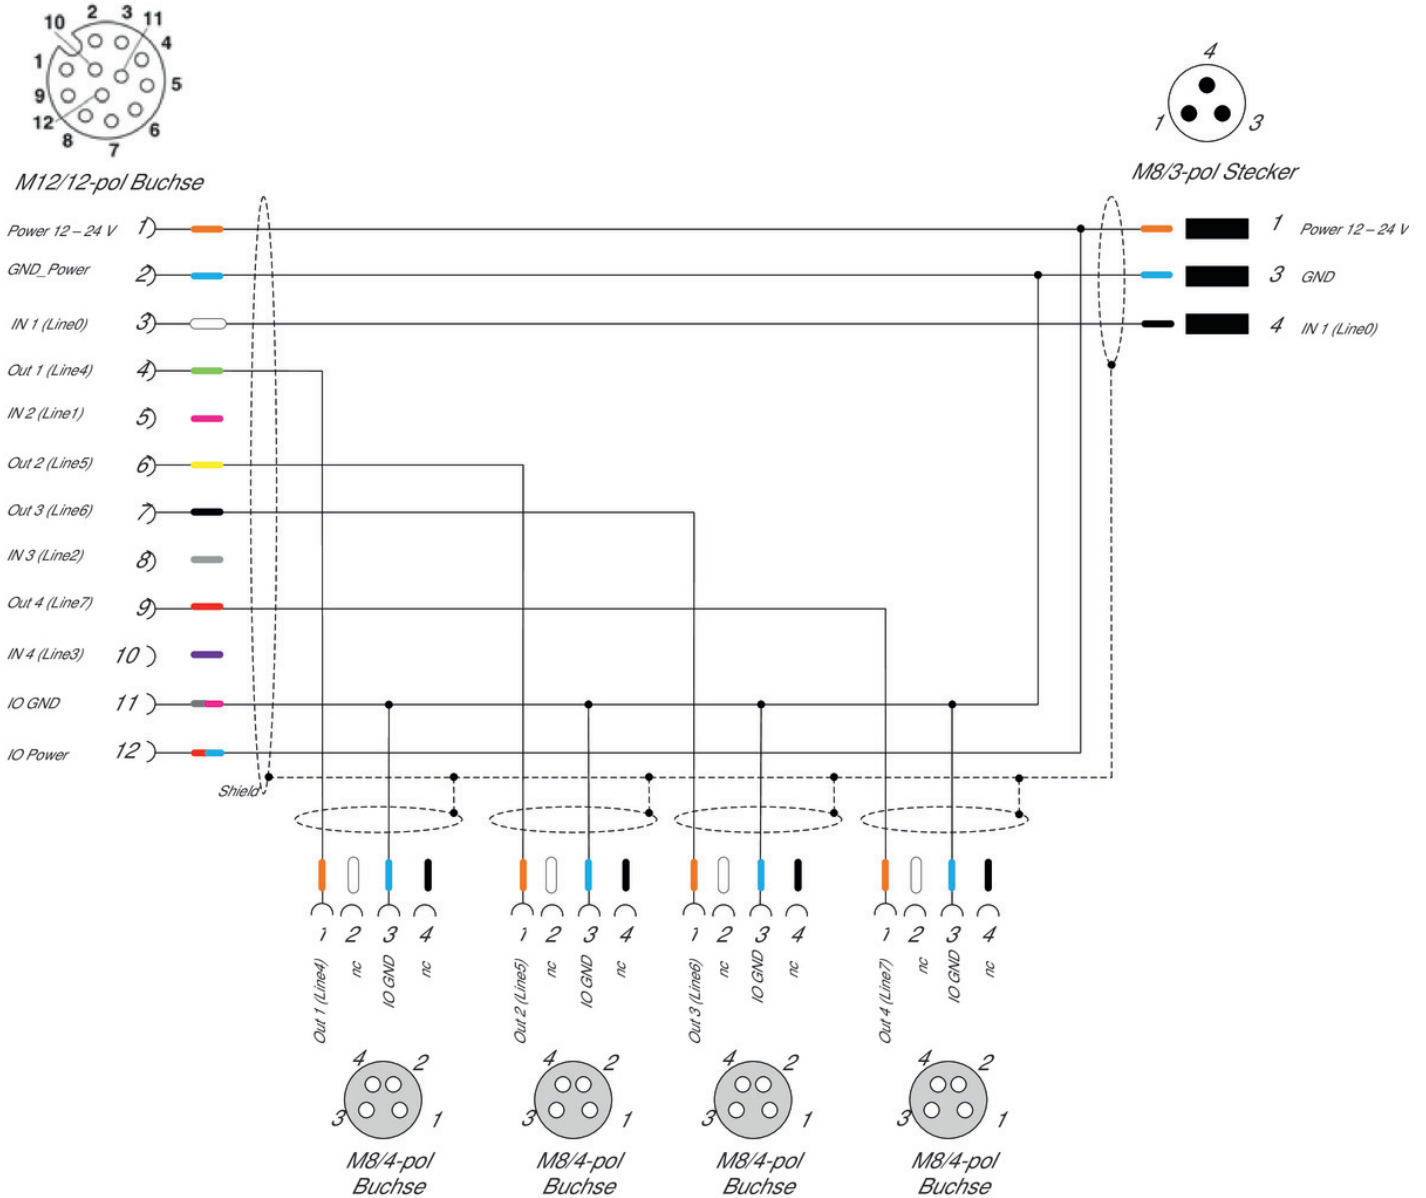 10 2 3 11
1 4
9 5
12 6
8 7
M12/12-pol Buchse
4
1 3
M8/3-pol Stecker
Power 12 – 24 V 1
1 Power 12 – 24 V
GND_Power 2
3 GND
IN 1 (Line0) 3
4 IN 1 (Line0)
Out 1 (Line4) 4
IN 2 (Line1) 5
Out 2 (Line5) 6
Out 3 (Line6) 7
IN 3 (Line2) 8
Out 4 (Line7) 9
IN 4 (Line3) 10
IO GND 11
IO Power 12
Shield
1 2 3 4
Out 1 (Line4)
nc
IO GND
nc
1 2 3 4
Out 2 (Line5)
nc
IO GND
nc
1 2 3 4
Out 3 (Line6)
nc
IO GND
nc
1 2 3 4
Out 4 (Line7)
nc
IO GND
nc
4 2
3 1
M8/4-pol
Buchse
4 2
3 1
M8/4-pol
Buchse
4 2
3 1
M8/4-pol
Buchse
4 2
3 1
M8/4-pol
Buchse